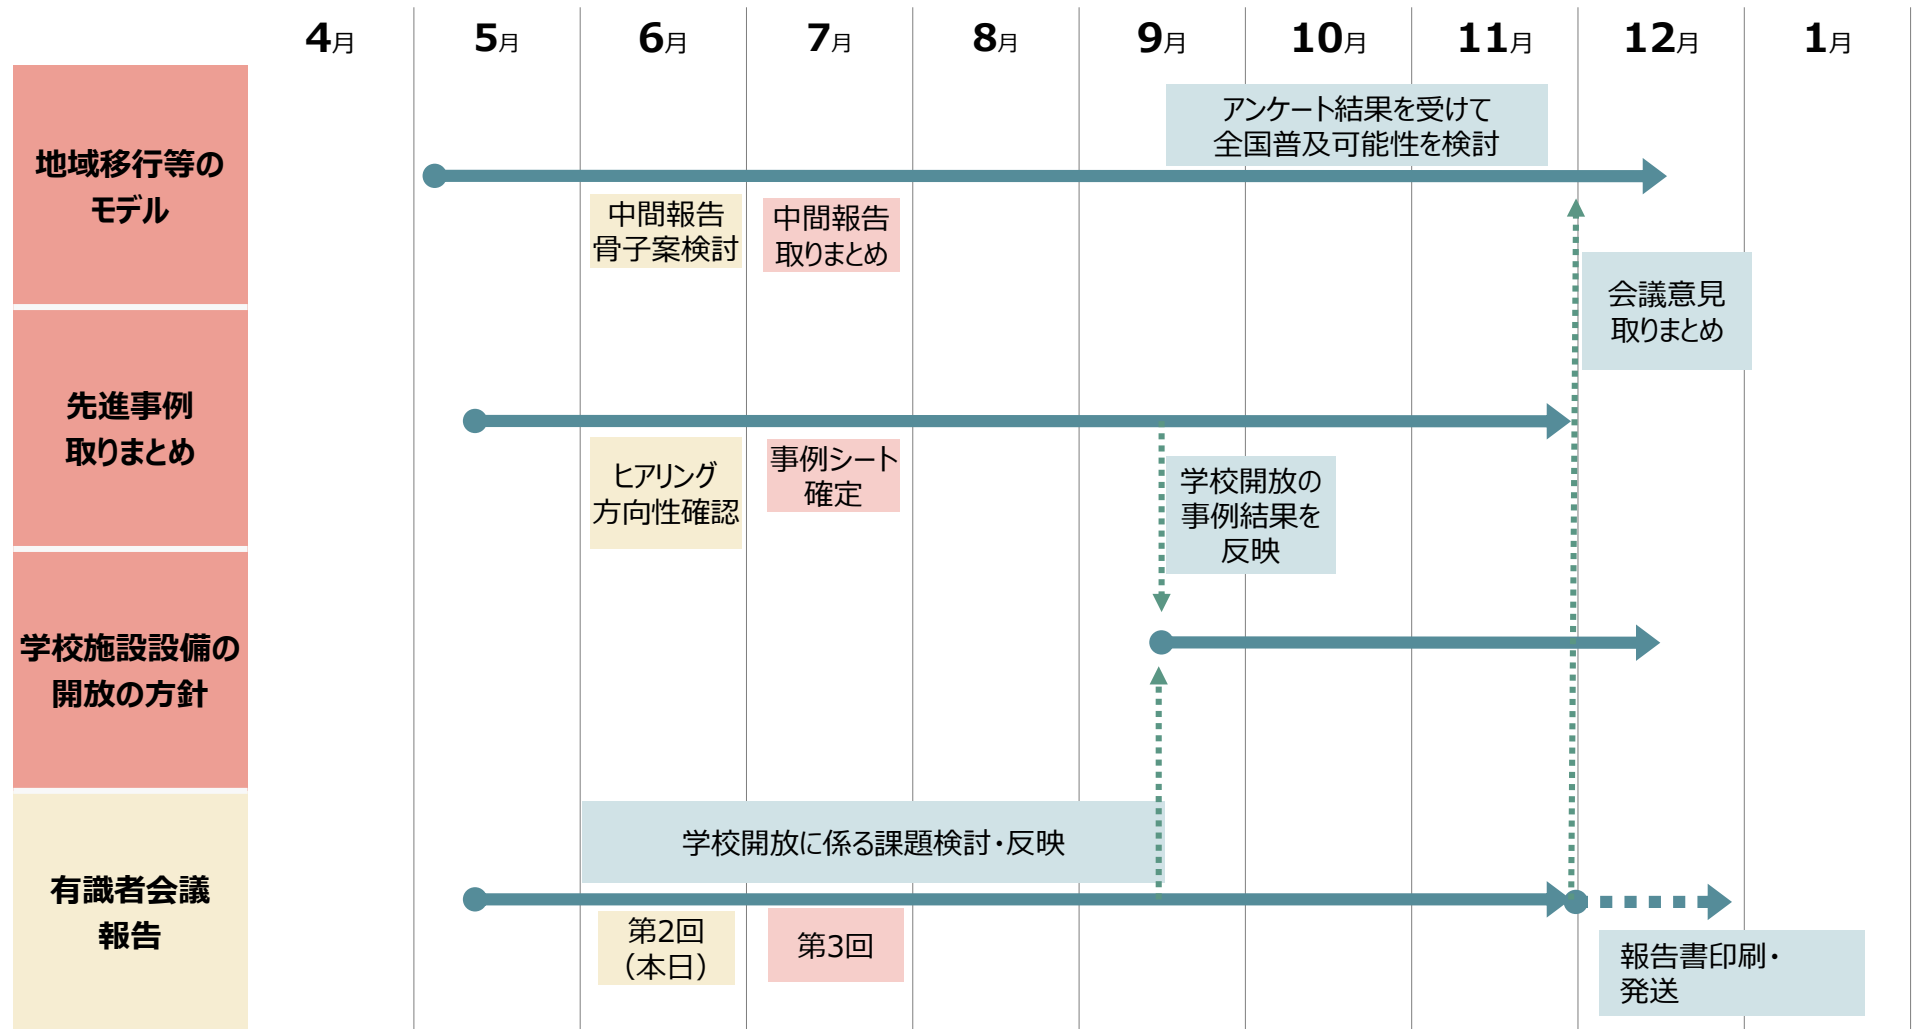 4月
5月
6月
7月
8月
9月
10月
11月
12月
1月
地域移行等の
モデル
アンケート結果を受けて
全国普及可能性を検討
中間報告
骨子案検討
中間報告
取りまとめ
会議意見
取りまとめ
先進事例
取りまとめ
ヒアリング
方向性確認
事例シート
確定
学校開放の
事例結果を
反映
学校施設設備の
開放の方針
有識者会議
報告
学校開放に係る課題検討・反映
第2回
（本日）
第3回
報告書印刷・
発送